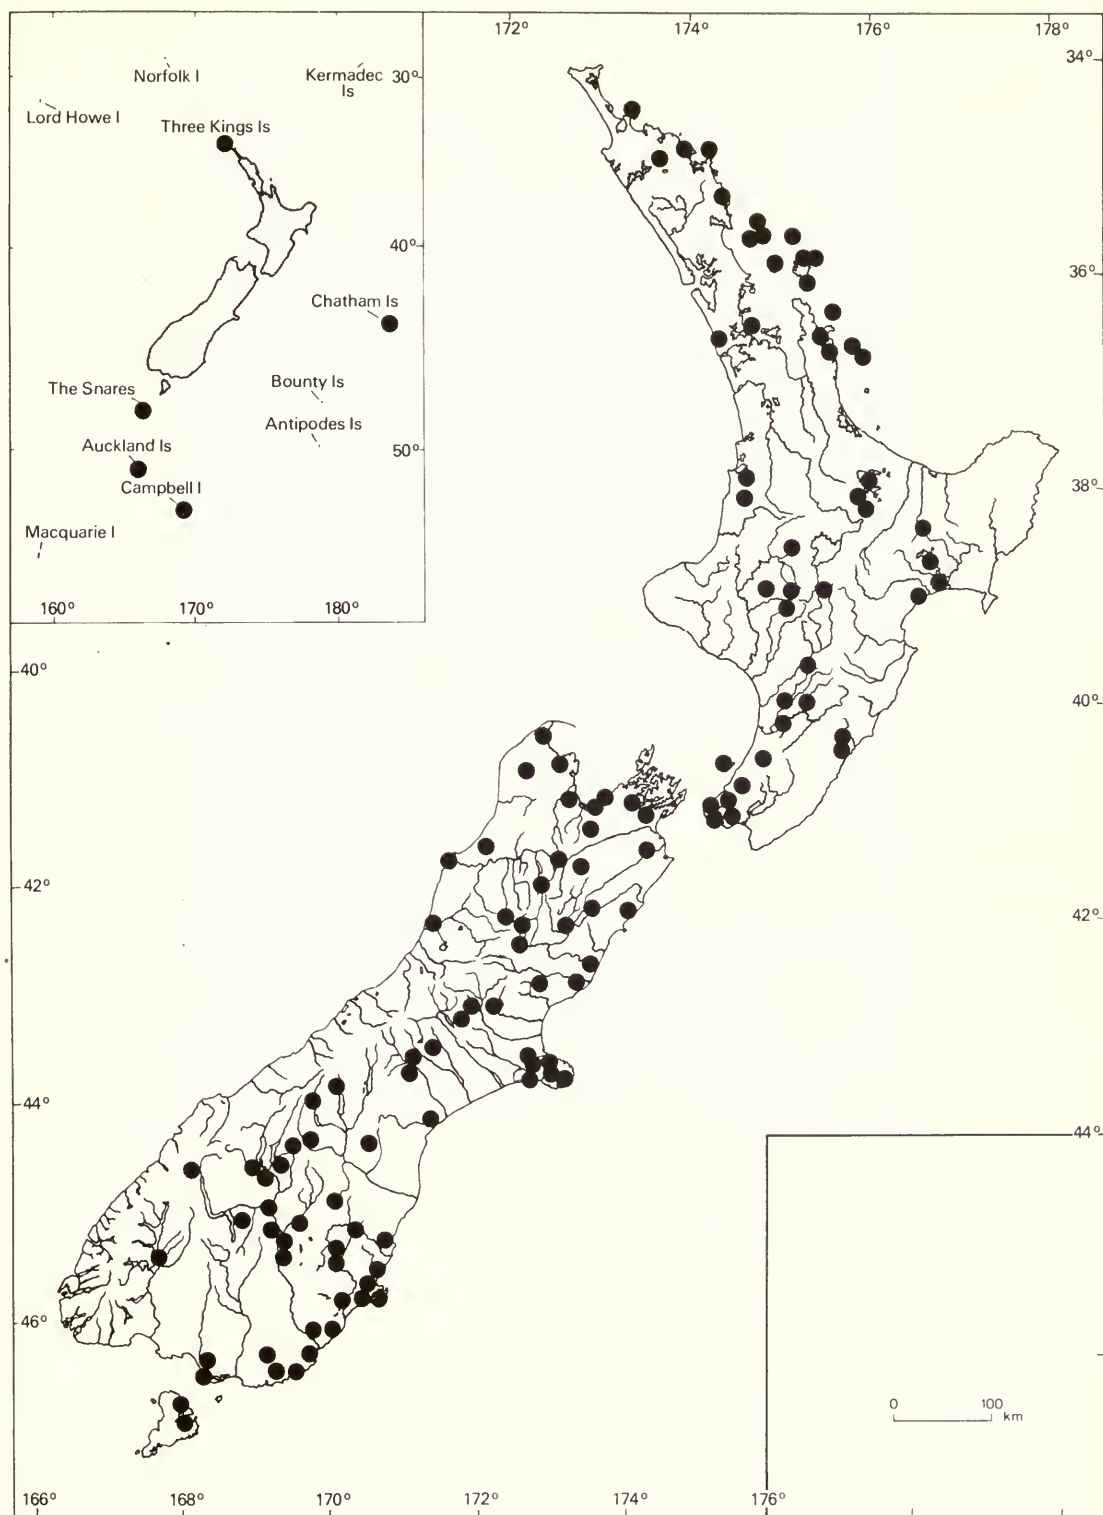 172° 174° 176° 178°
34°
Norfolk I
Kermadec Is
30°
Lord Howe I
Three Kings Is
40°
36°
Chatham Is
The Snares
Bounty Is
Antipodes Is
Auckland Is
50°
Campbell I
38°
Macquarie I
160° 170° 180°
40°
40°
42°
42°
44°
44°
46°
0 100
km
166° 168° 170° 172° 174° 176°